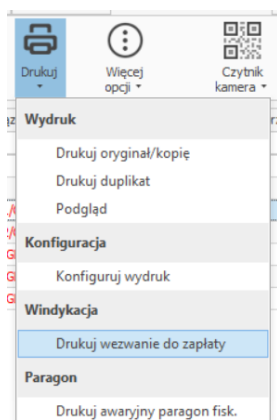 Drukuj
Więcej
opcji
Czytnik
kamera
Wydruk
Drukuj oryginał/kopię
Drukuj duplikat
Podgląd
Konfiguracja
Konfiguruj wydruk
Windykacja
Drukuj wezwanie do zapłaty
Paragon
Drukuj awaryjny paragon fisk.